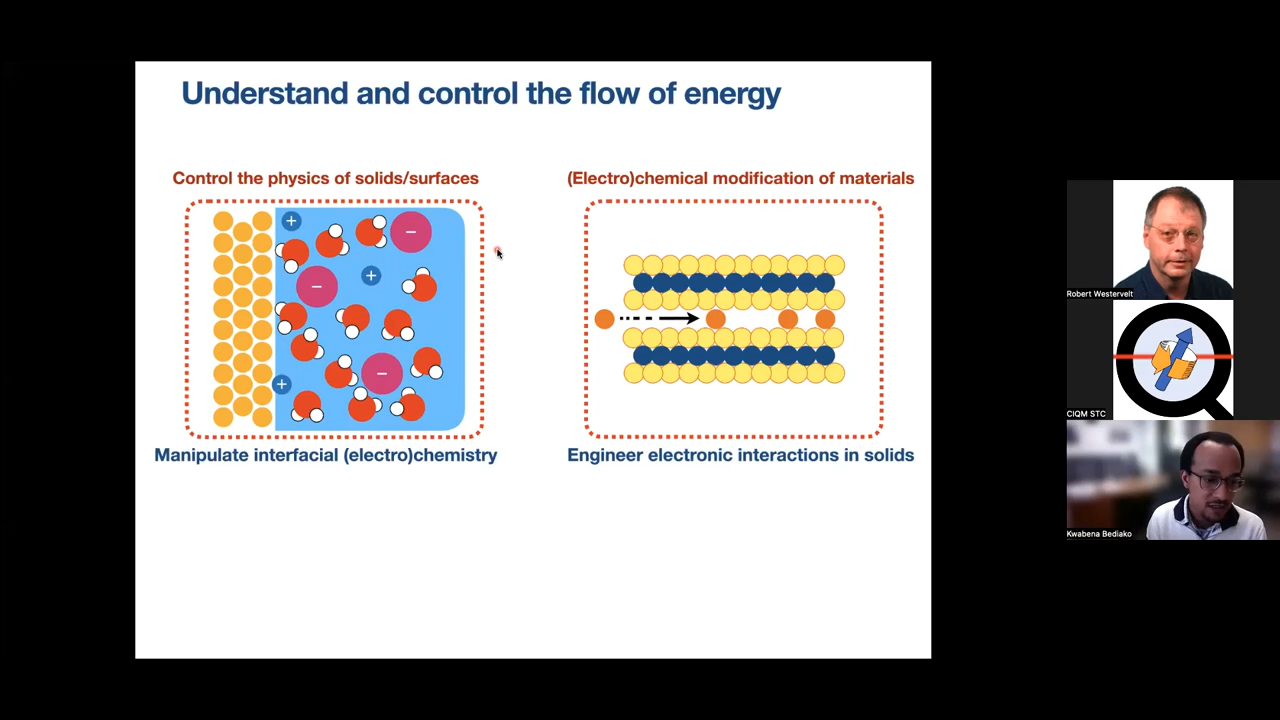 Understand and control the flow of energy
Control the physics of solids/surfaces
(Electro)chemical modification of materials
+
−
−
+
−
+
Manipulate interfacial (electro)chemistry
Engineer electronic interactions in solids
Robert Westervelt
CIQM STC
Kwabena Bediako